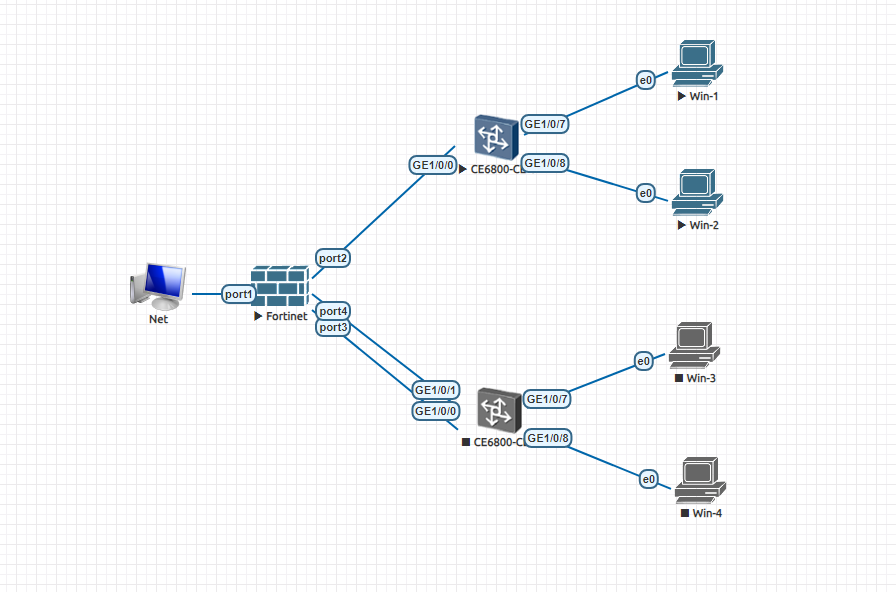 e0
Win-1
GE1/0/7
GE1/0/0
CE6800-CE
GE1/0/8
e0
Win-2
port2
port1
Net
Fortinet
port4
port3
e0
Win-3
GE1/0/1
GE1/0/0
GE1/0/7
CE6800-CE
GE1/0/8
e0
Win-4